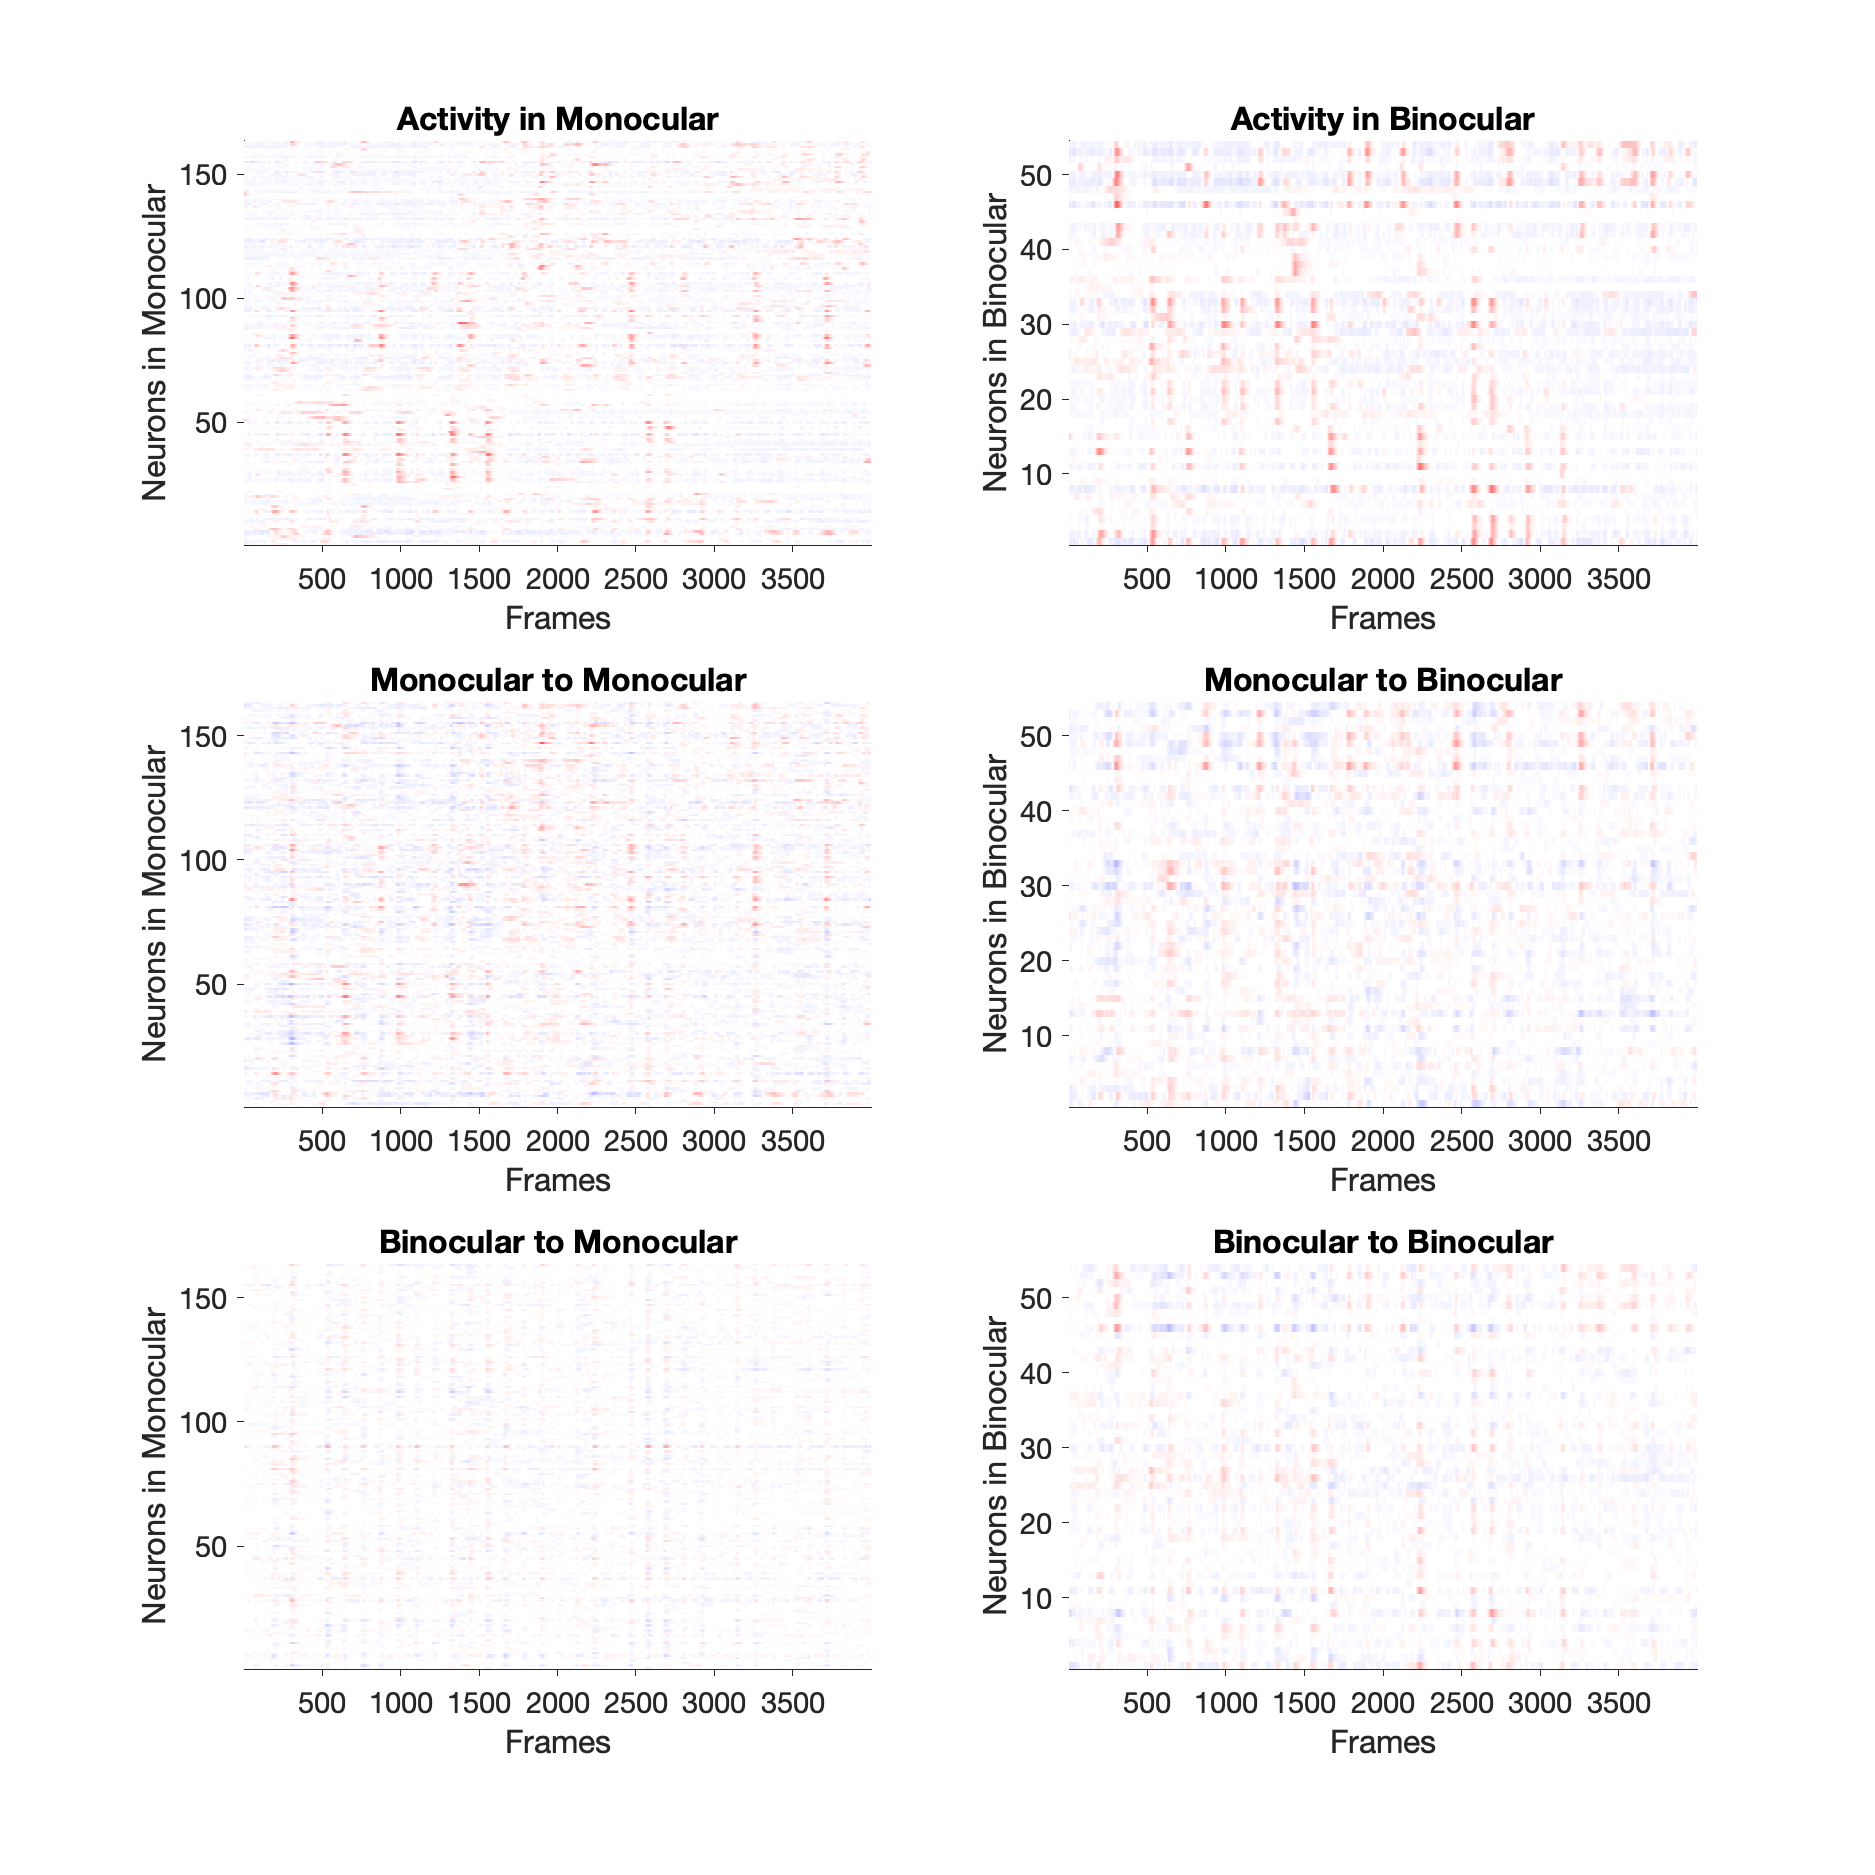 Activity in Monocular
Neurons in Monocular
150
100
50
500 1000 1500 2000 2500 3000 3500
Frames
Activity in Binocular
Neurons in Binocular
50
40
30
20
10
500 1000 1500 2000 2500 3000 3500
Frames
Monocular to Monocular
Neurons in Monocular
150
100
50
500 1000 1500 2000 2500 3000 3500
Frames
Monocular to Binocular
Neurons in Binocular
50
40
30
20
10
500 1000 1500 2000 2500 3000 3500
Frames
Binocular to Monocular
Neurons in Monocular
150
100
50
500 1000 1500 2000 2500 3000 3500
Frames
Binocular to Binocular
Neurons in Binocular
50
40
30
20
10
500 1000 1500 2000 2500 3000 3500
Frames